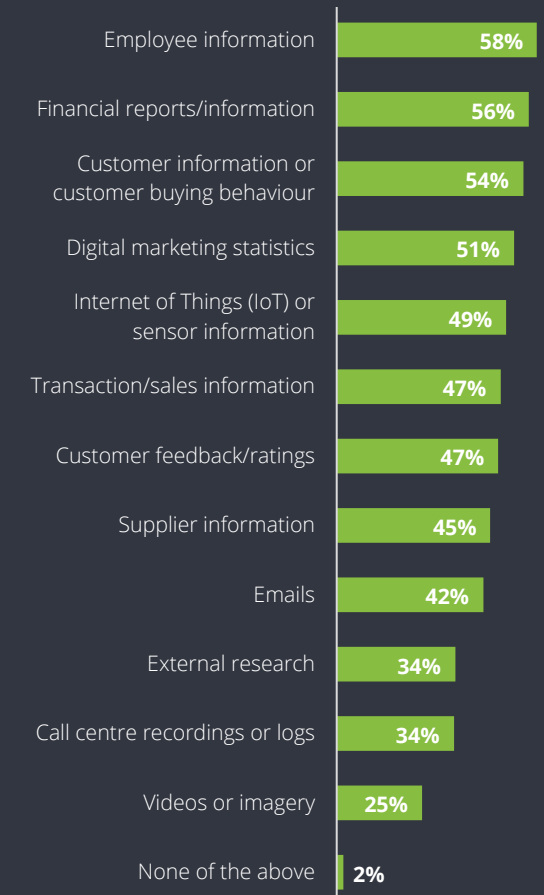 Employee information 58%
Financial reports/information 56%
Customer information or
customer buying behaviour 54%
Digital marketing statistics 51%
Internet of Things (IoT) or
sensor information 49%
Transaction/sales information 47%
Customer feedback/ratings 47%
Supplier information 45%
Emails 42%
External research 34%
Call centre recordings or logs 34%
Videos or imagery 25%
None of the above 2%